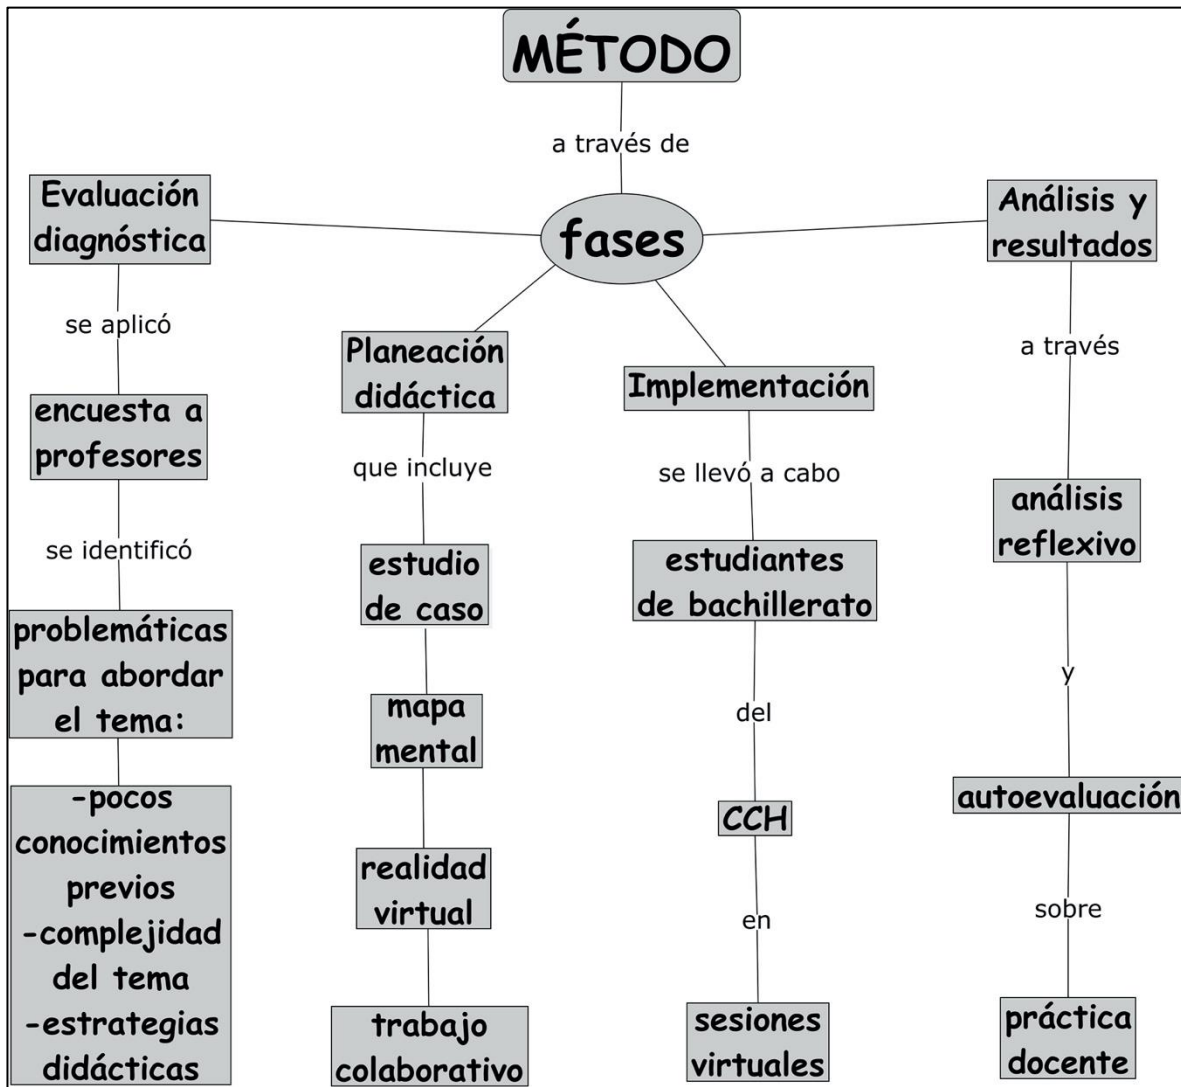 MÉTODO
a través de
fases
Evaluación
diagnóstica
se aplicó
encuesta a
profesores
se identificó
problemáticas
para abordar
el tema:
-pocos
conocimientos
previos
-complejidad
del tema
-estrategias
didácticas
Planeación
didáctica
que incluye
estudio
de caso
mapa
mental
realidad
virtual
trabajo
colaborativo
Implementación
se llevó a cabo
estudiantes
de bachillerato
del
CCH
en
sesiones
virtuales
Análisis y
resultados
a través
análisis
reflexivo
y
autoevaluación
sobre
práctica
docente